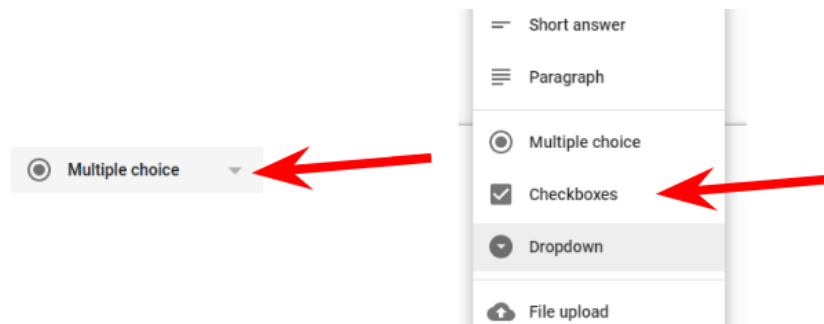 Multiple choice
Short answer
Paragraph
Multiple choice
Checkboxes
Dropdown
File upload